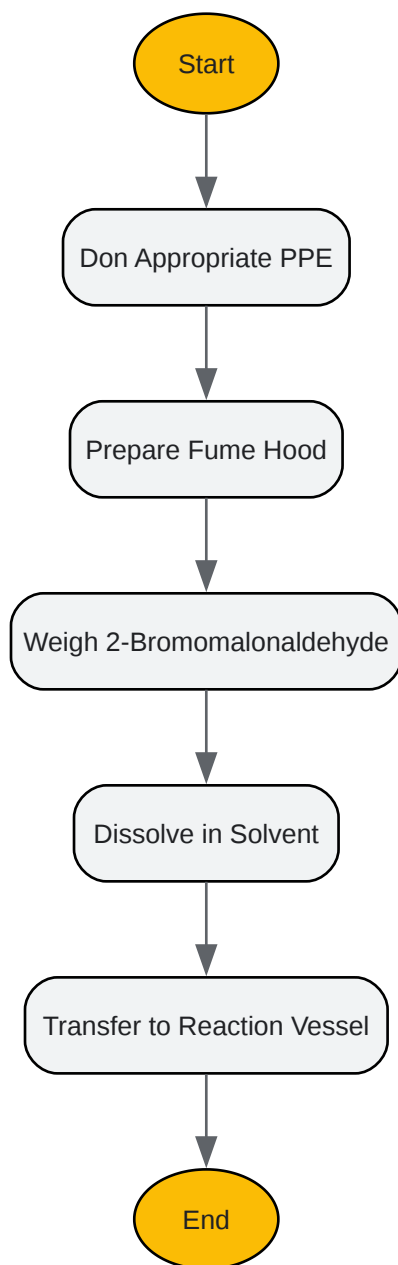 Start
Don Appropriate PPE
Prepare Fume Hood
Weigh 2-Bromomalonaldehyde
Dissolve in Solvent
Transfer to Reaction Vessel
End